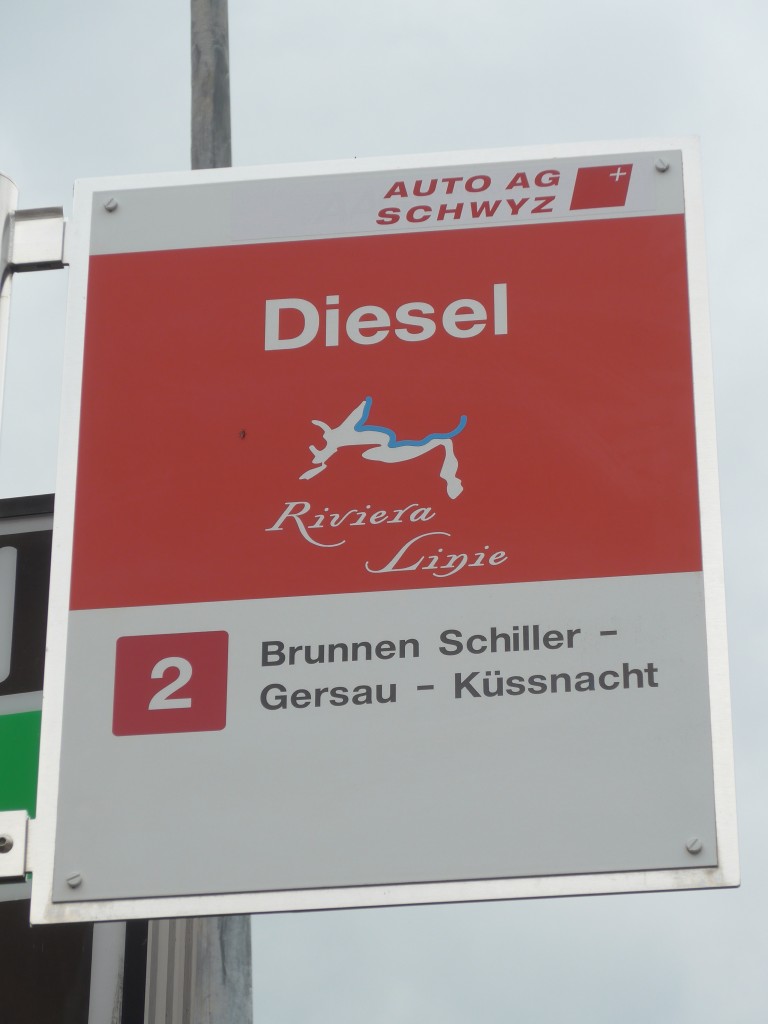 AUTO AG
SCHWYZ
Diesel
Riviera
Linie
2
Brunnen Schiller -
Gersau - Küssnacht